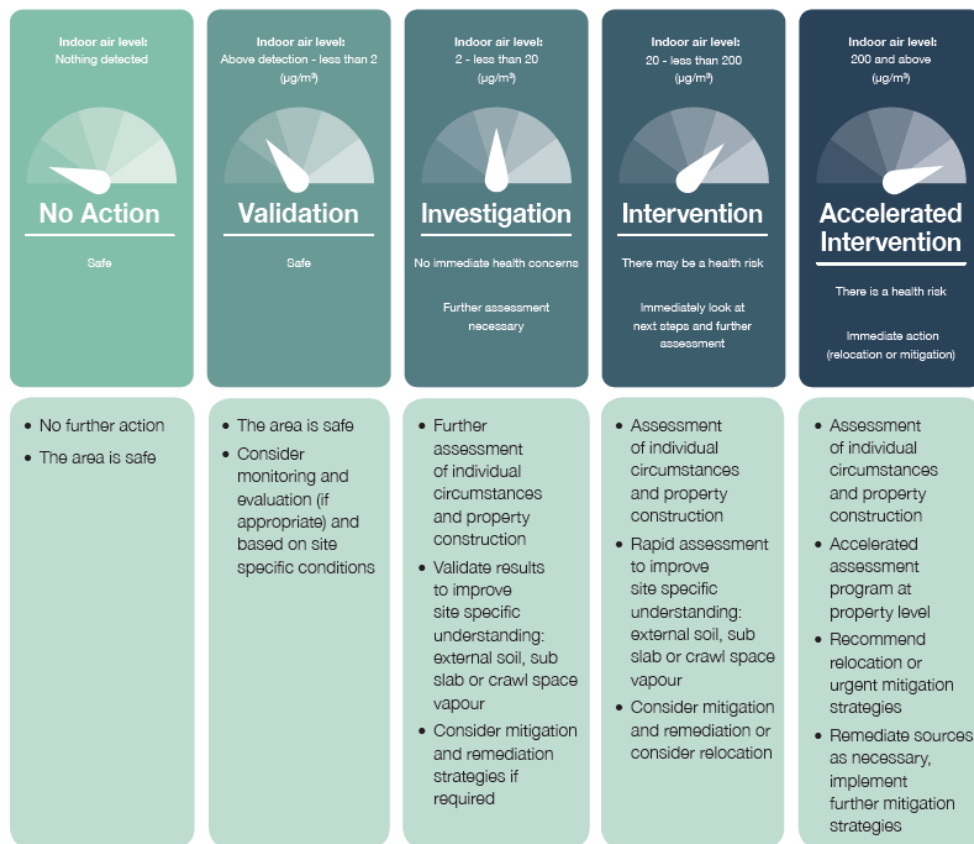 Indoor air level:
Nothing detected
No Action
Safe
Indoor air level:
Above detection - less than 2
(µg/m³)
Validation
Safe
Indoor air level:
2 - less than 20
(µg/m³)
Investigation
No immediate health concerns
Further assessment
necessary
Indoor air level:
20 - less than 200
(µg/m³)
Intervention
There may be a health risk
Immediately look at
next steps and further
assessment
Indoor air level:
200 and above
(µg/m³)
Accelerated
Intervention
There is a health risk
Immediate action
(relocation or mitigation)
• No further action
• The area is safe
• The area is safe
• Consider
monitoring and
evaluation (if
appropriate) and
based on site
specific conditions
• Further
assessment
of individual
circumstances
and property
construction
• Validate results
to improve
site specific
understanding:
external soil, sub
slab or crawl space
vapour
• Consider mitigation
and remediation
strategies if
required
• Assessment
of individual
circumstances
and property
construction
• Rapid assessment
to improve
site specific
understanding:
external soil, sub
slab or crawl space
vapour
• Consider mitigation
and remediation or
consider relocation
• Assessment
of individual
circumstances
and property
construction
• Accelerated
assessment
program at
property level
• Recommend
relocation or
urgent mitigation
strategies
• Remediate sources
as necessary,
implement
further mitigation
strategies